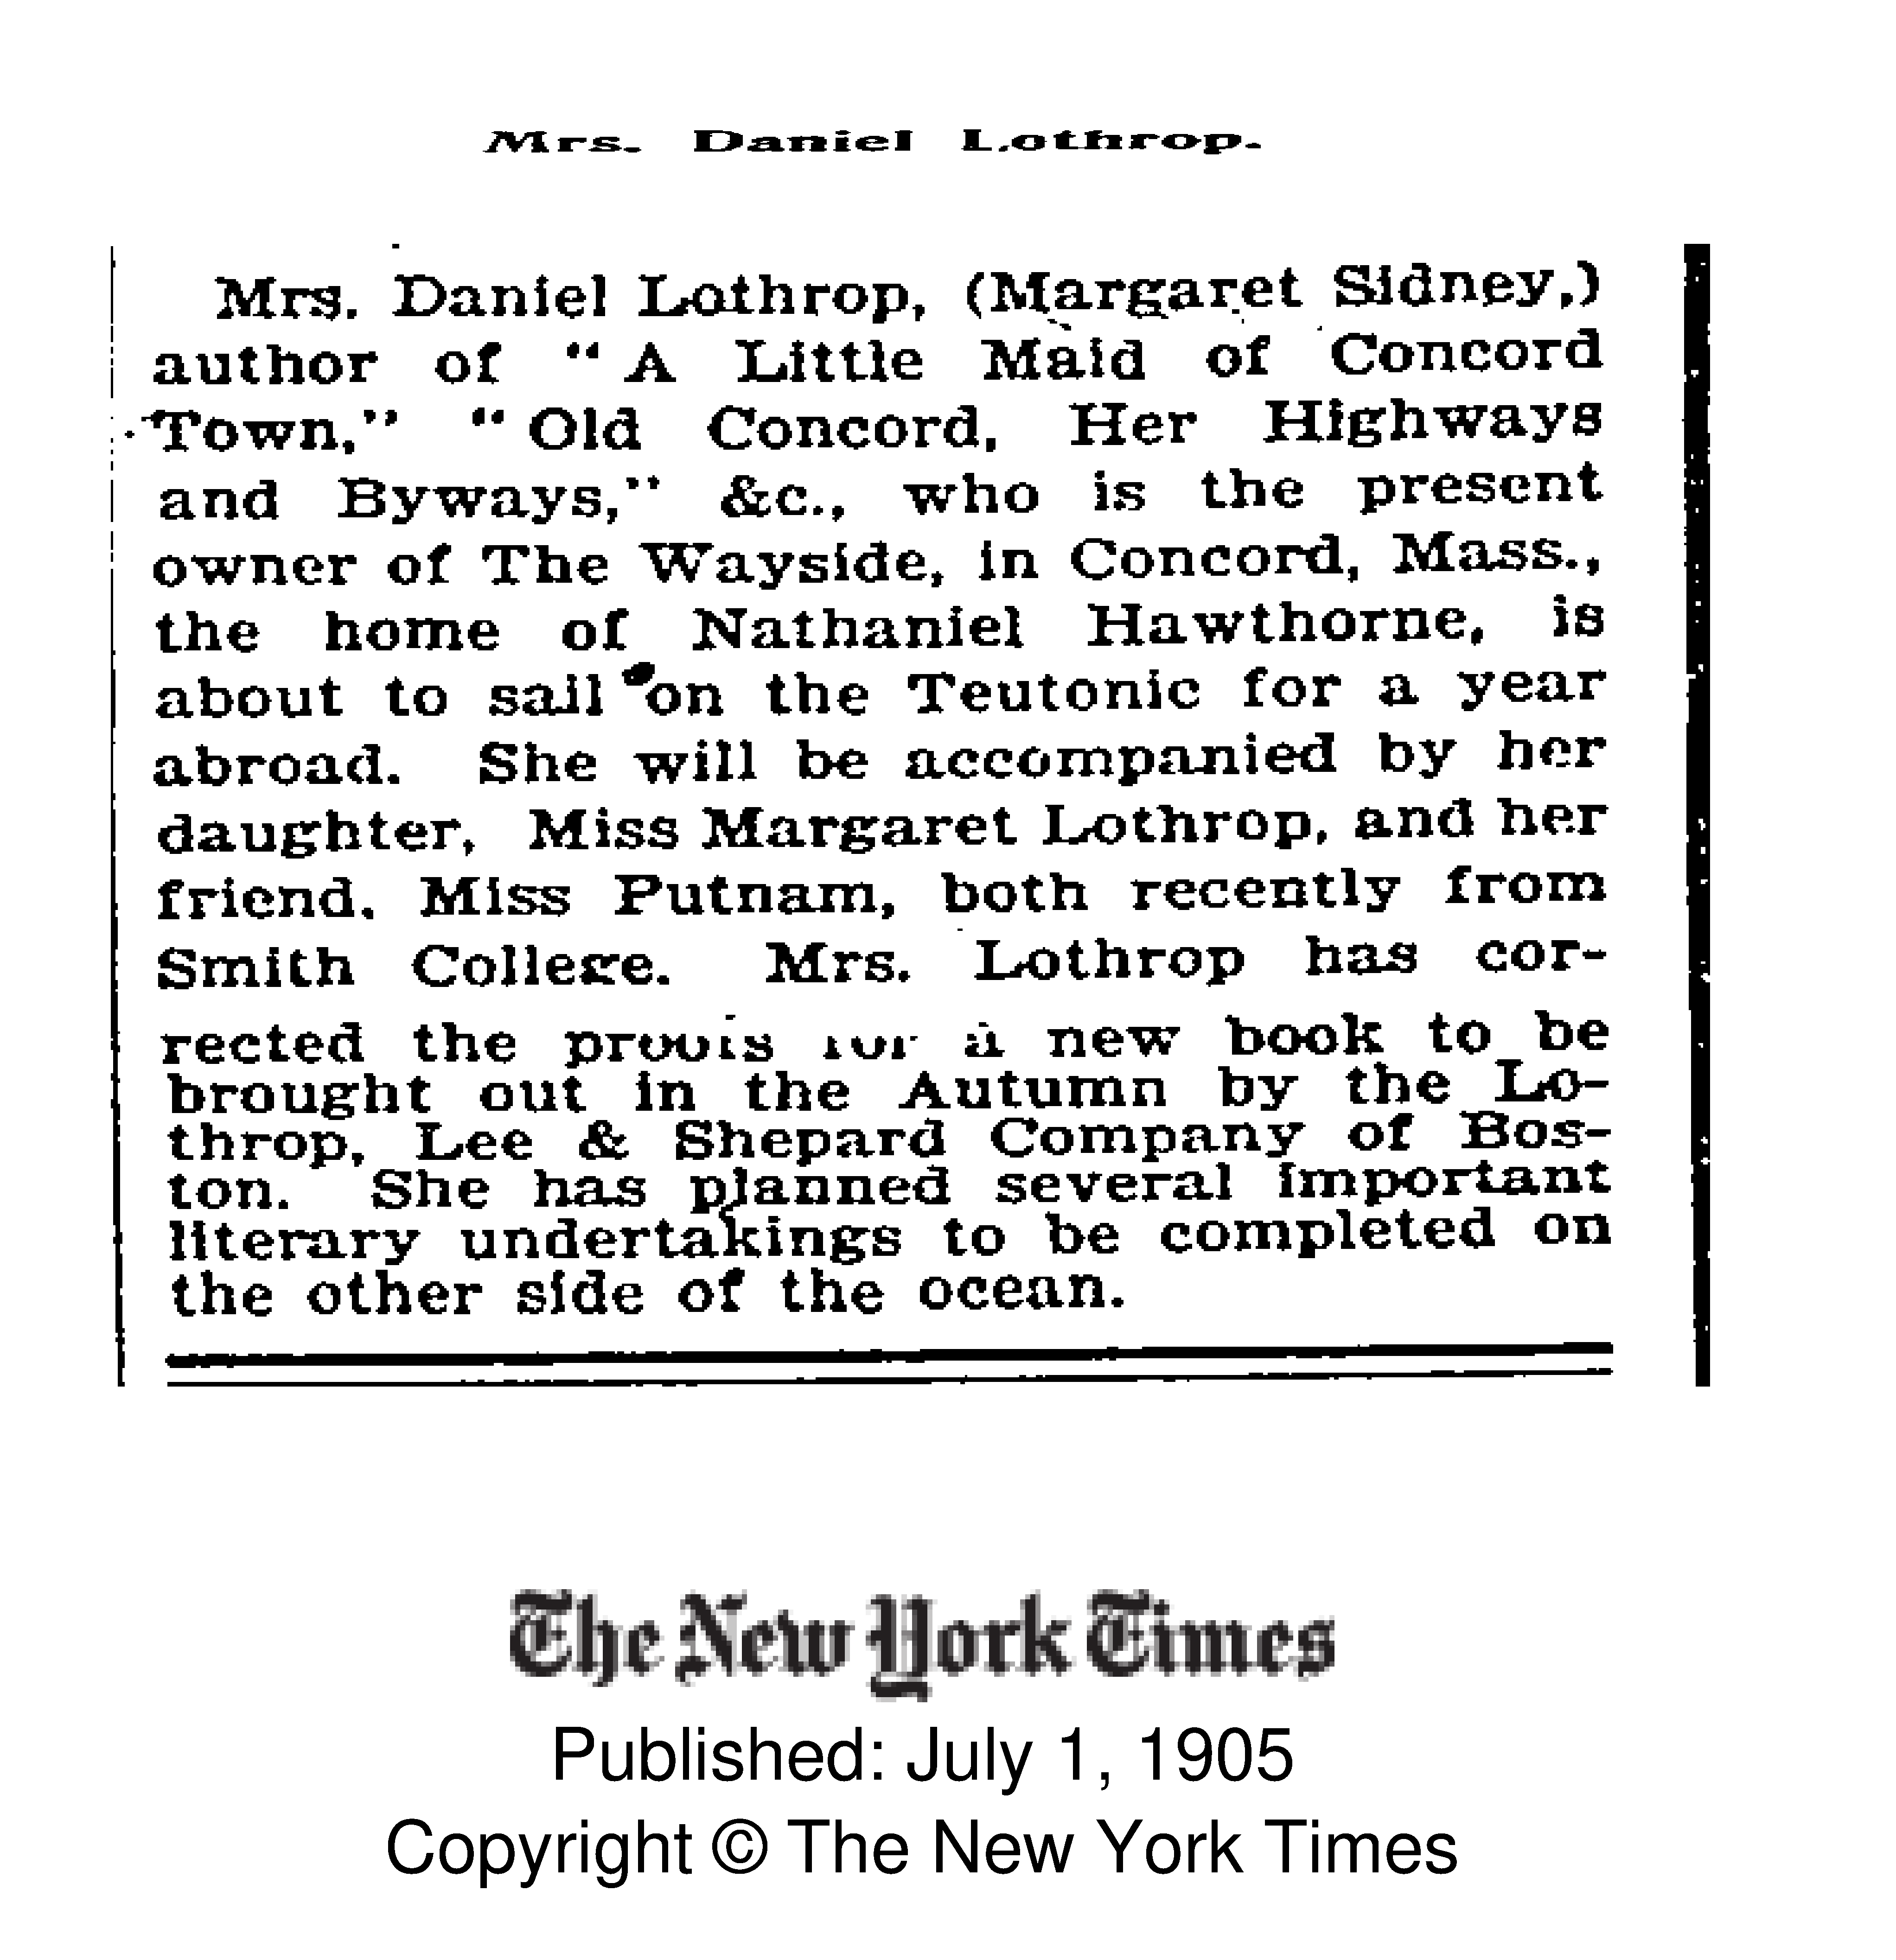 Mrs. Daniel Lothrop.
Mrs. Daniel Lothrop, (Margaret Sidney,)
author of “A Little Maid of Concord
Town,” “Old Concord, Her Highways
and Byways,” &c., who is the present
owner of The Wayside, in Concord, Mass.,
the home of Nathaniel Hawthorne, is
about to sail on the Teutonic for a year
abroad. She will be accompanied by her
daughter, Miss Margaret Lothrop, and her
friend, Miss Putnam, both recently from
Smith College. Mrs. Lothrop has cor-
rected the proofs for a new book to be
brought out in the Autumn by the Lo-
throp, Lee & Shepard Company of Bos-
ton. She has planned several important
literary undertakings to be completed on
the other side of the ocean.
The New York Times
Published: July 1, 1905
Copyright © The New York Times